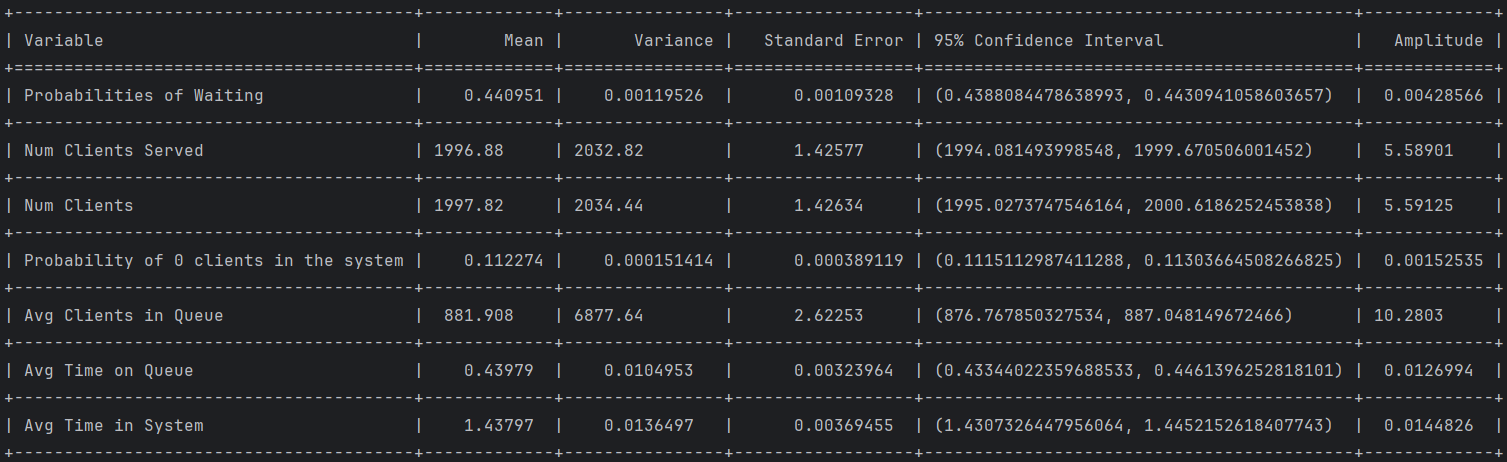 +---------------------------------------+------------+---------------+------------------+------------------------------------------+-------------+
| Variable                              |       Mean |      Variance |   Standard Error | 95% Confidence Interval                  |   Amplitude |
+=======================================+============+===============+==================+==========================================+=============+
| Probabilities of Waiting              |   0.440951 |   0.00119526  |      0.00109328  | (0.4388084478638993, 0.4430941058603657) |  0.00428566 |
+---------------------------------------+------------+---------------+------------------+------------------------------------------+-------------+
| Num Clients Served                    | 1996.88    | 2032.82       |      1.42577     | (1994.081493998548, 1999.670506001452)   |  5.58901    |
+---------------------------------------+------------+---------------+------------------+------------------------------------------+-------------+
| Num Clients                           | 1997.82    | 2034.44       |      1.42634     | (1995.0273747546164, 2000.6186252453838) |  5.59125    |
+---------------------------------------+------------+---------------+------------------+------------------------------------------+-------------+
| Probability of 0 clients in the system |   0.112274 |   0.000151414 |      0.000389119 | (0.1115112987411288, 0.11303664508266825) |  0.00152535 |
+---------------------------------------+------------+---------------+------------------+------------------------------------------+-------------+
| Avg Clients in Queue                  |  881.908   | 6877.64       |      2.62253     | (876.767850327534, 887.048149672466)     | 10.2803     |
+---------------------------------------+------------+---------------+------------------+------------------------------------------+-------------+
| Avg Time on Queue                     |   0.43979  |   0.0104953   |      0.00323964  | (0.43344022359688533, 0.4461396252818101) |  0.0126994  |
+---------------------------------------+------------+---------------+------------------+------------------------------------------+-------------+
| Avg Time in System                    |   1.43797  |   0.0136497   |      0.00369455  | (1.4307326447956064, 1.4452152618407743) |  0.0144826  |
+---------------------------------------+------------+---------------+------------------+------------------------------------------+-------------+